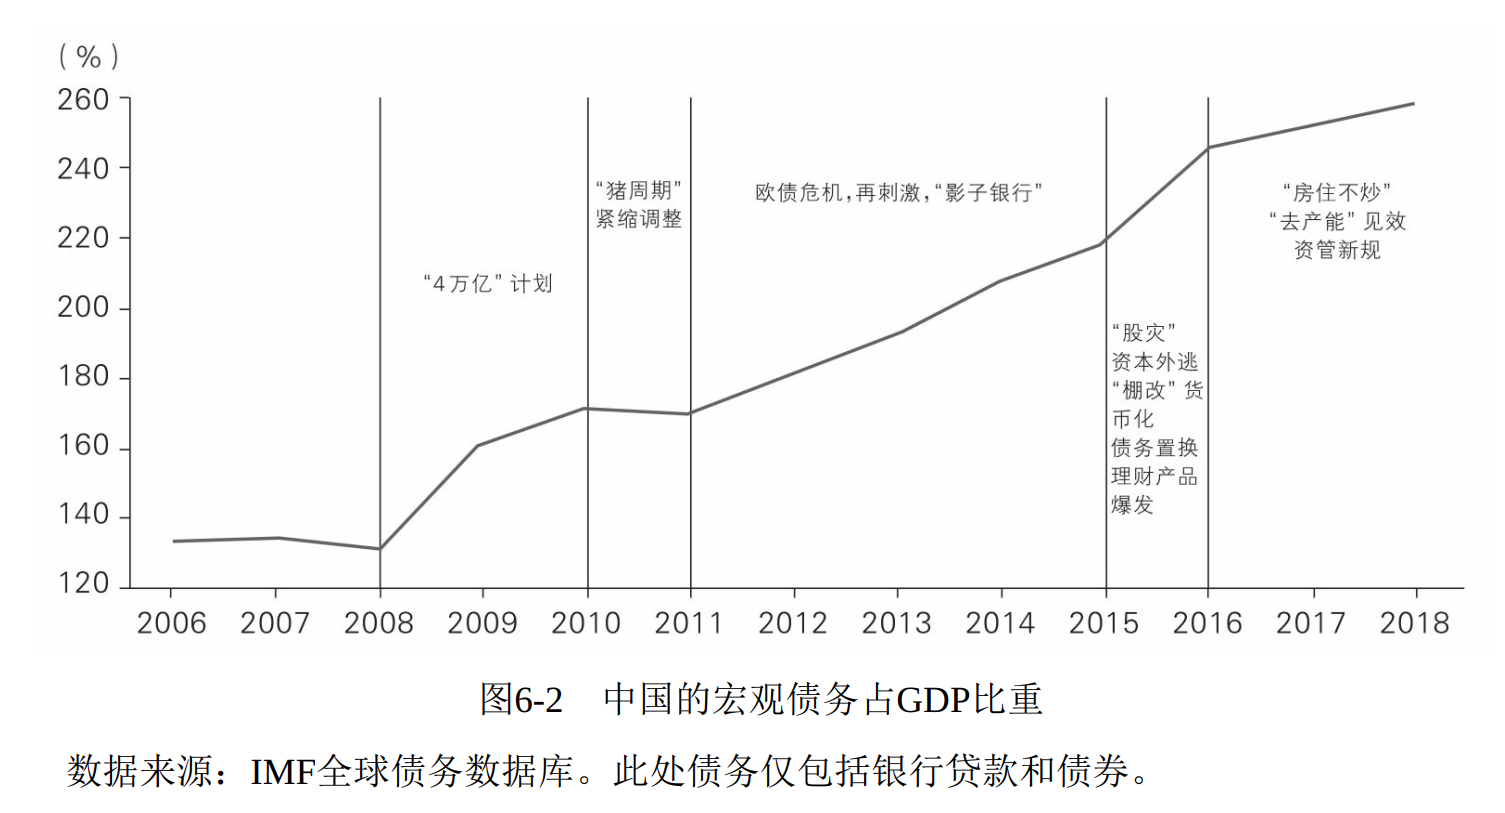 (%)
260
240
220
200
180
160
140
120
“4万亿” 计划
“猪周期”
紧缩调整
欧债危机,再刺激,“影子银行”
“股灾”
资本外逃
“棚改” 货
币化
债务置换
理财产品
爆发
“房住不炒”
“去产能” 见效
资管新规
2006 2007 2008 2009 2010 2011 2012 2013 2014 2015 2016 2017 2018
图6-2 中国的宏观债务占GDP比重
数据来源：IMF全球债务数据库。此处债务仅包括银行贷款和债券。